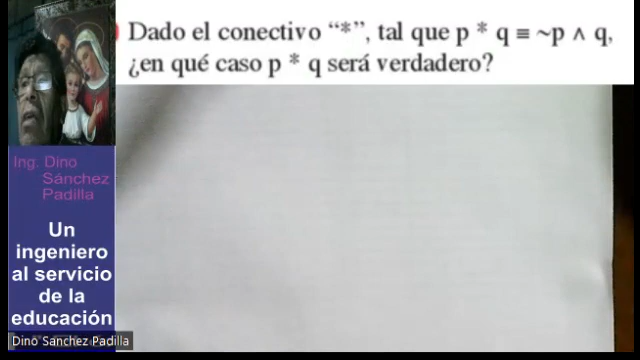 Dado el conectivo “*”, tal que p * q ≡ ~p ∧ q,
¿en qué caso p * q será verdadero?
Ing. Dino
Sánchez
Padilla
Un
ingeniero
al servicio
de la
educación
Dino Sanchez Padilla